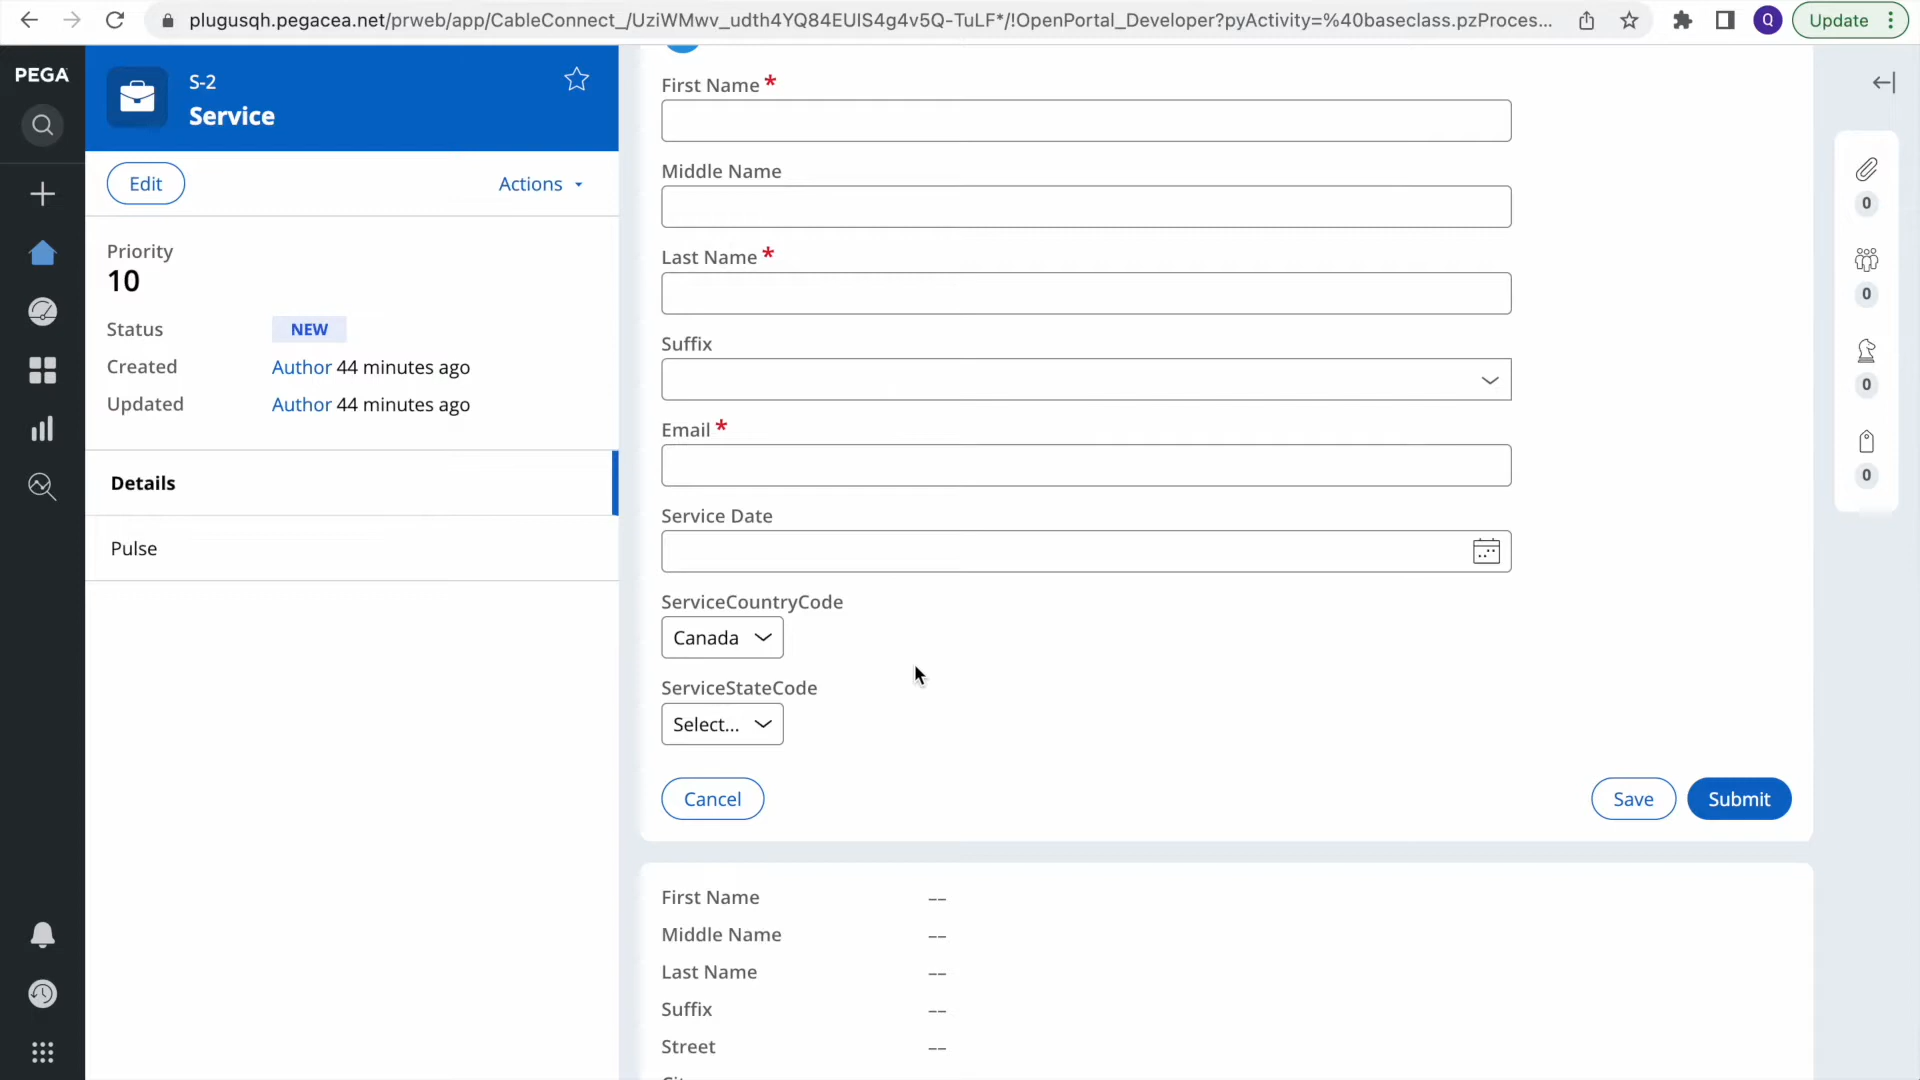 plugusqh.pegacea.net/prweb/app/CableConnect_/UziWMwv_udth4YQ84EUIS4g4v5Q-TuLF*/!OpenPortal_Developer?pyActivity=%40baseclass.pzProces...
Q
Update
PEGA
S-2
Service
Edit
Actions
Priority
10
Status NEW
Created Author 44 minutes ago
Updated Author 44 minutes ago
Details
Pulse
First Name *
Middle Name
Last Name *
Suffix
Email *
Service Date
ServiceCountryCode
Canada
ServiceStateCode
Select...
Cancel
Save
Submit
First Name --
Middle Name --
Last Name --
Suffix --
Street --
0
0
0
0